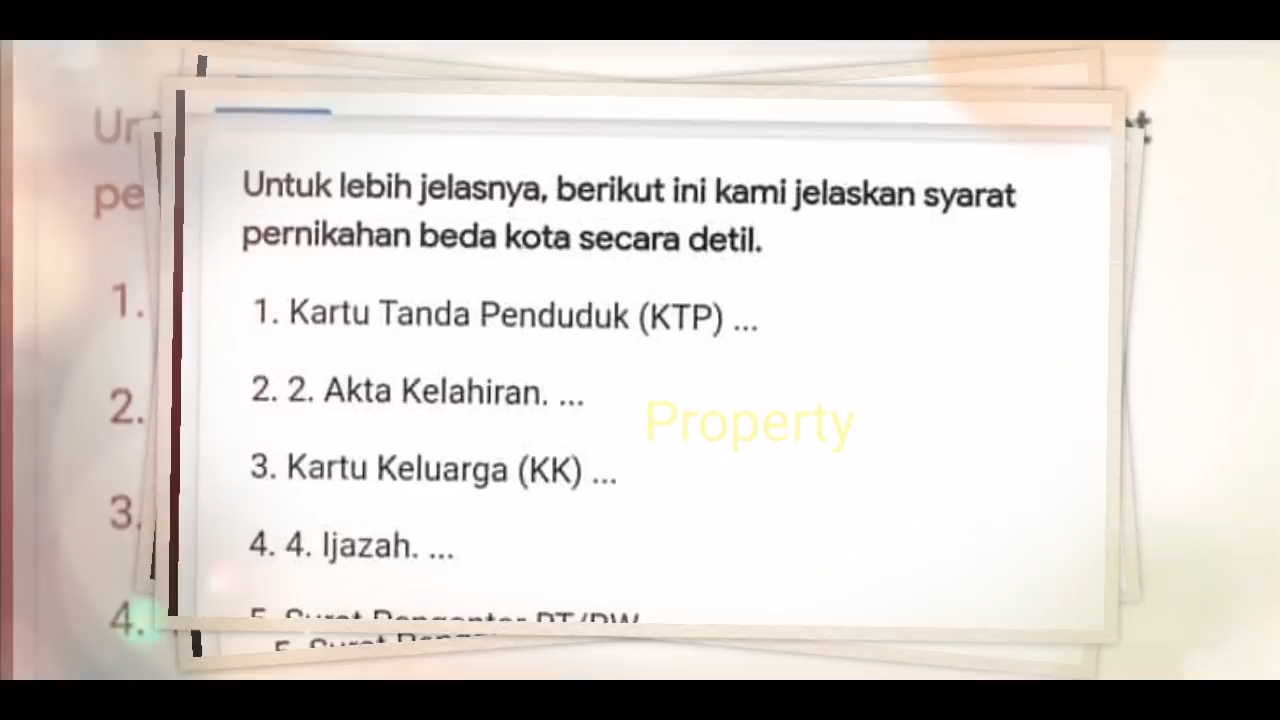 Untuk lebih jelasnya, berikut ini kami jelaskan syarat
pernikahan beda kota secara detil.
1. Kartu Tanda Penduduk (KTP) ...
2. 2. Akta Kelahiran. ...
Property
3. Kartu Keluarga (KK) ...
4. 4. Ijazah. ...